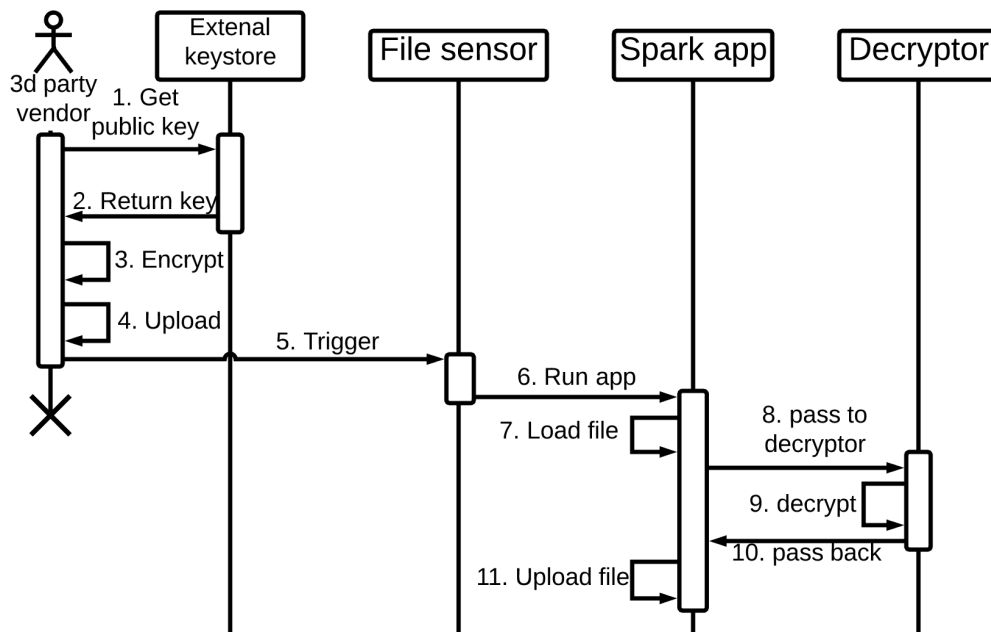 Extenal
keystore
File sensor
Spark app
Decryptor
3d party
vendor
1. Get
public key
2. Return key
3. Encrypt
4. Upload
5. Trigger
6. Run app
7. Load file
8. pass to
decryptor
9. decrypt
10. pass back
11. Upload file